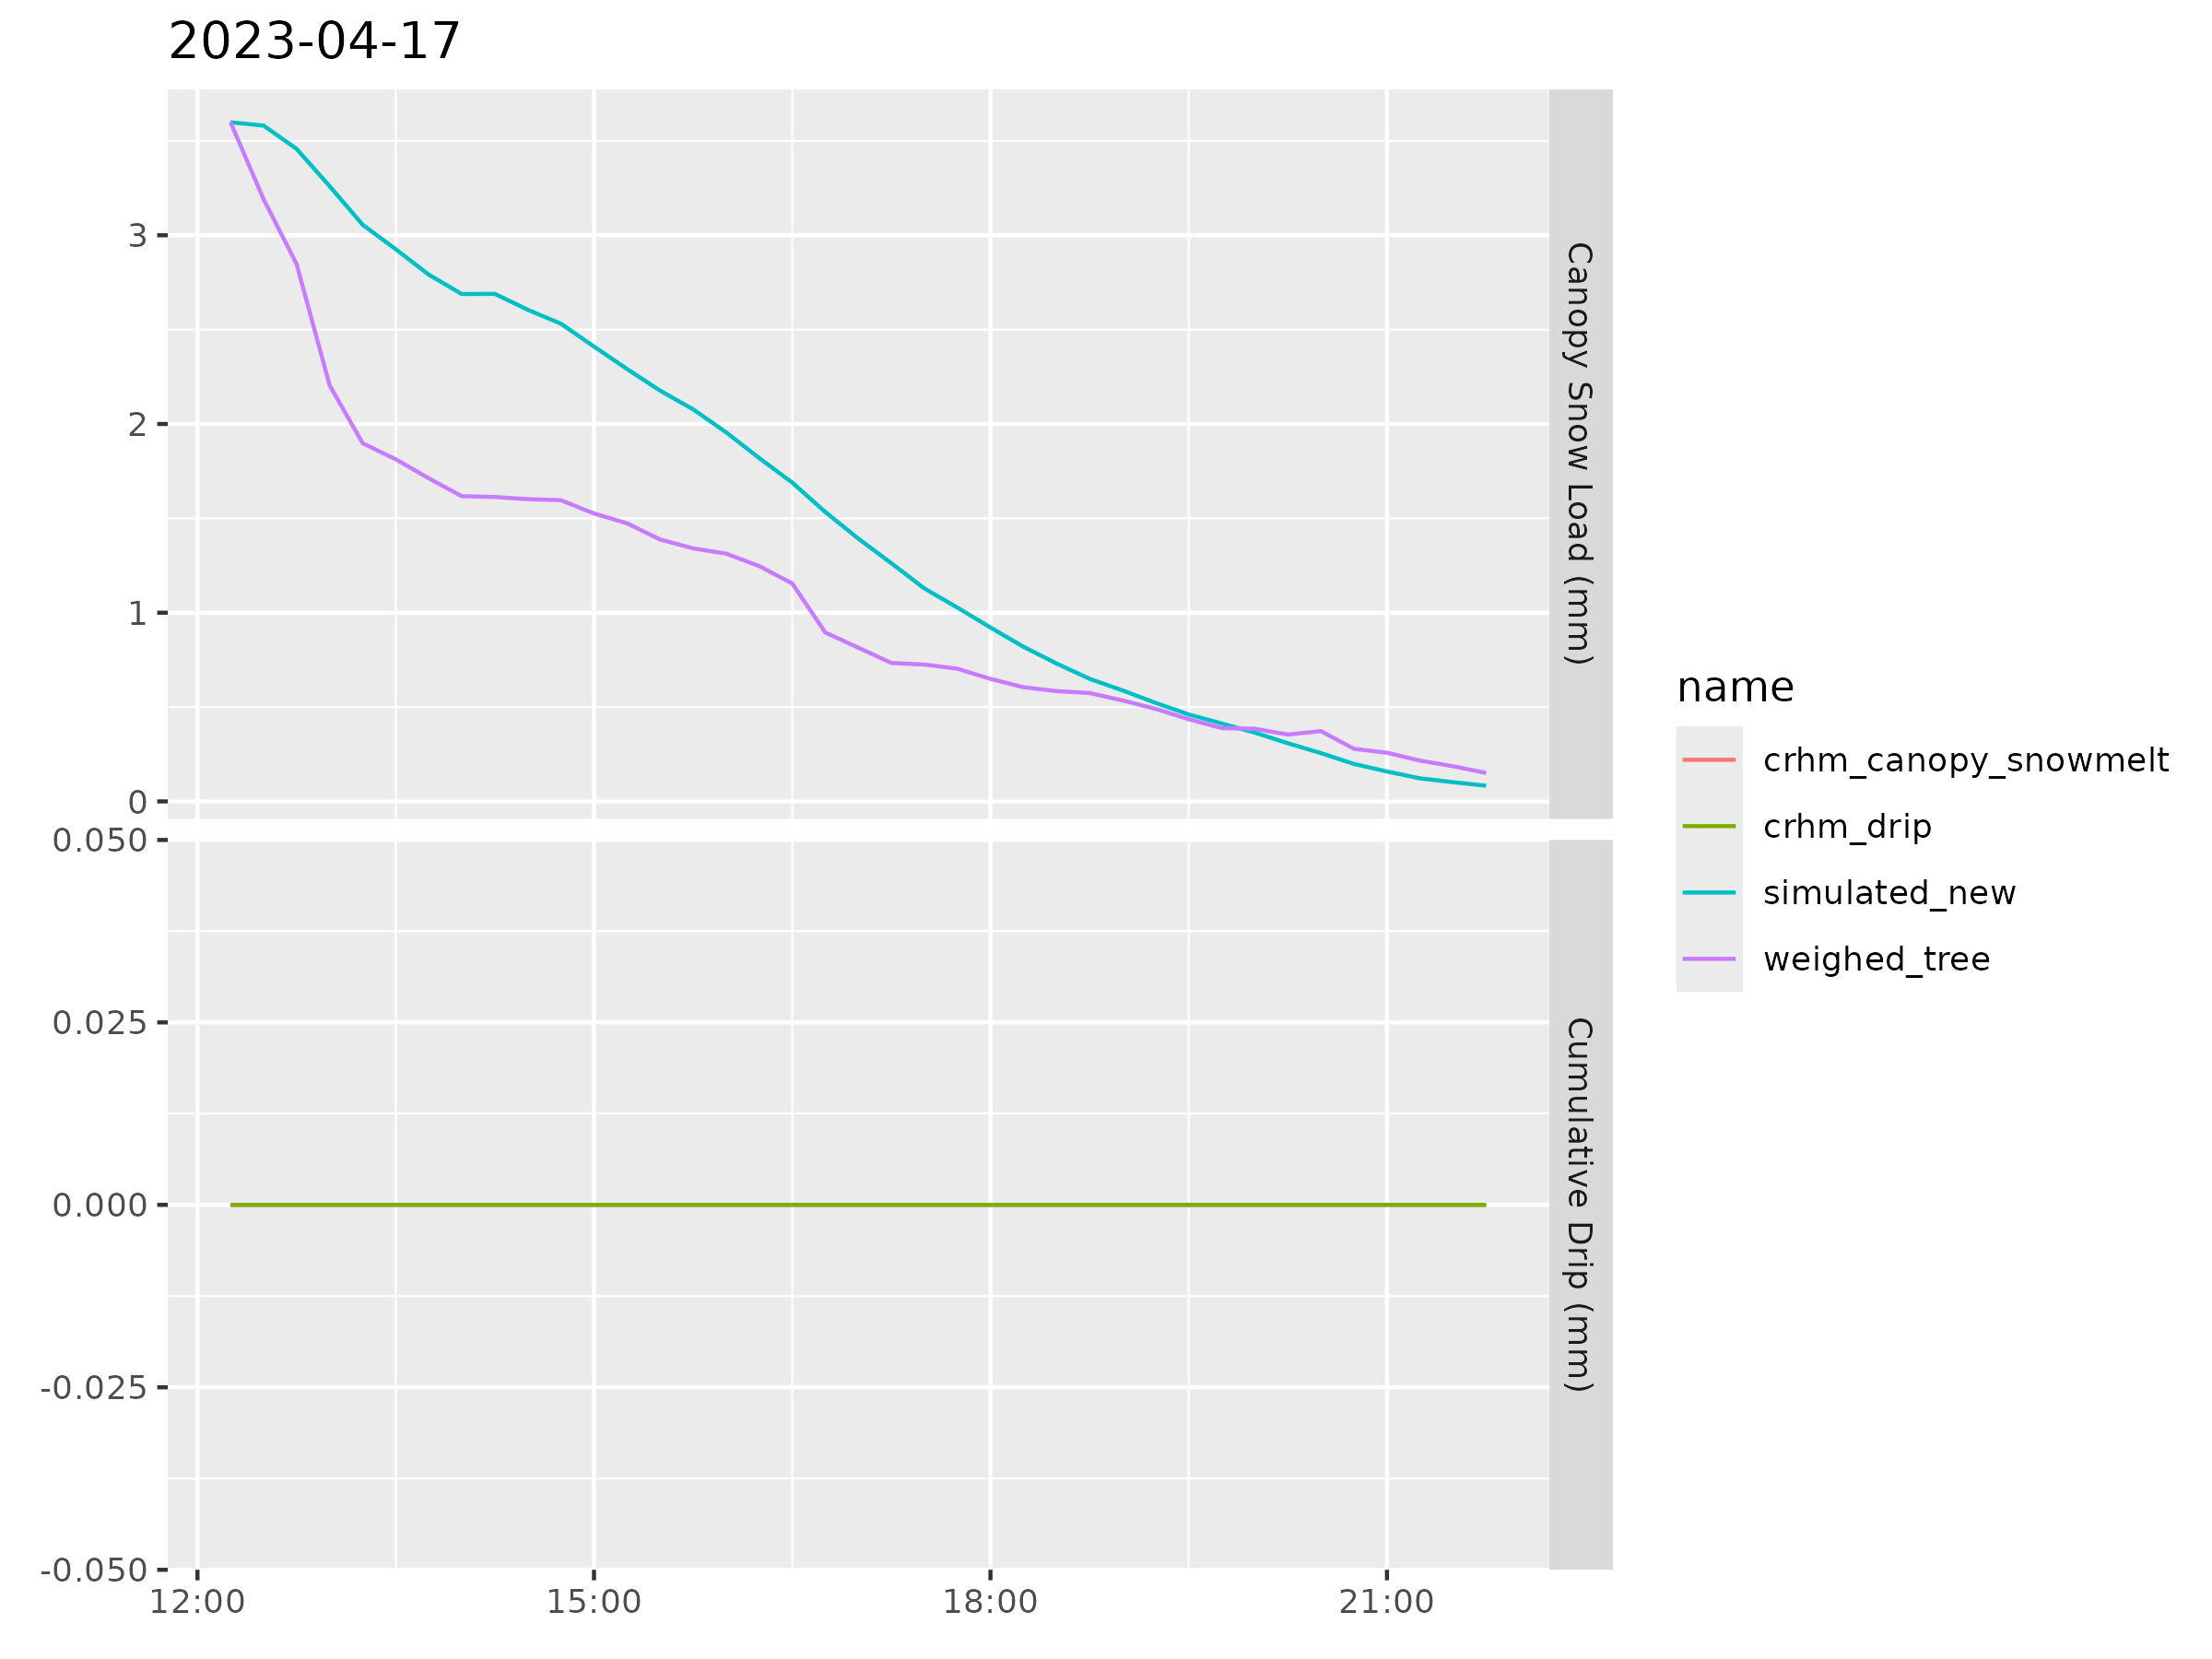 2023-04-17
3
2
1
0
Canopy Snow Load (mm)
0.050
0.025
0.000
-0.025
-0.050
Cumulative Drip (mm)
12:00
15:00
18:00
21:00
name
crhm_canopy_snowmelt
crhm_drip
simulated_new
weighed_tree